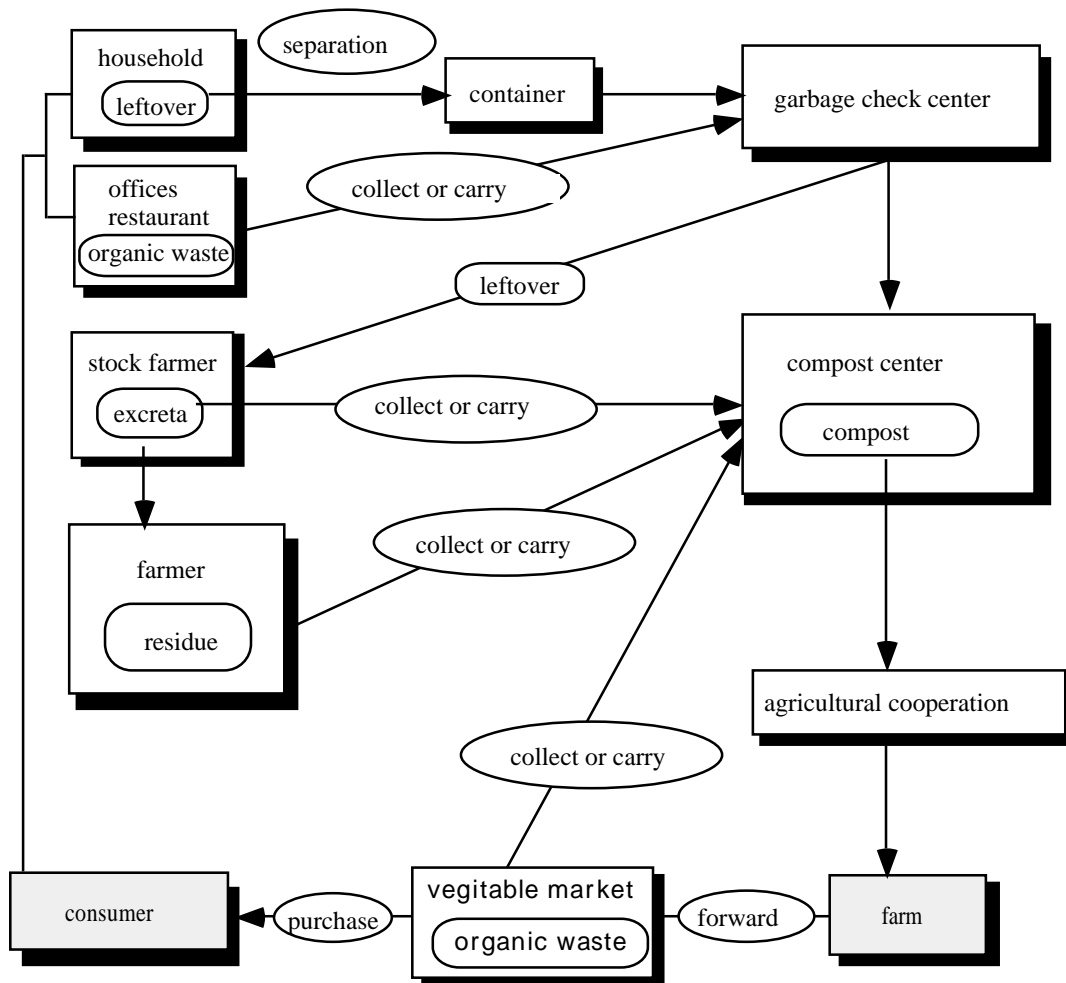 household
separation
leftover
container
garbage check center
offices
restaurant
organic waste
collect or carry
leftover
stock farmer
excreta
collect or carry
compost center
compost
farmer
residue
collect or carry
agricultural cooperation
collect or carry
consumer
purchase
vegitable market
organic waste
forward
farm